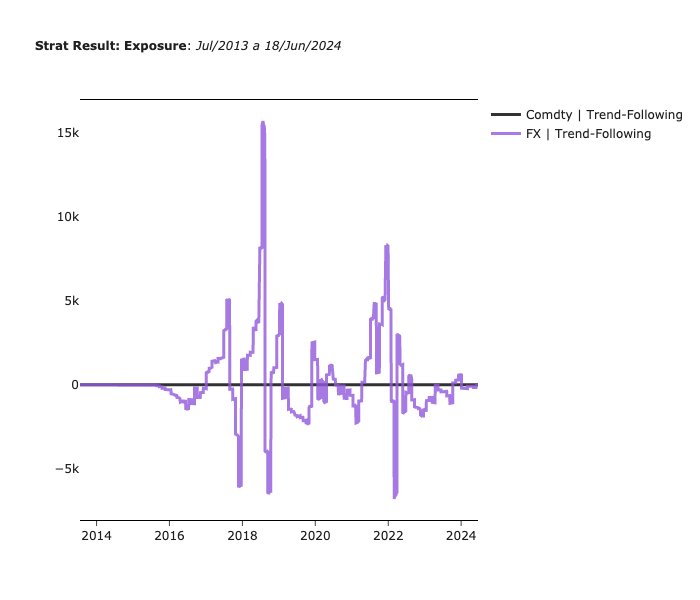 Strat Result: Exposure: Jul/2013 a 18/Jun/2024
Comdty | Trend-Following
FX | Trend-Following
15k
10k
5k
0
−5k
2014 2016 2018 2020 2022 2024